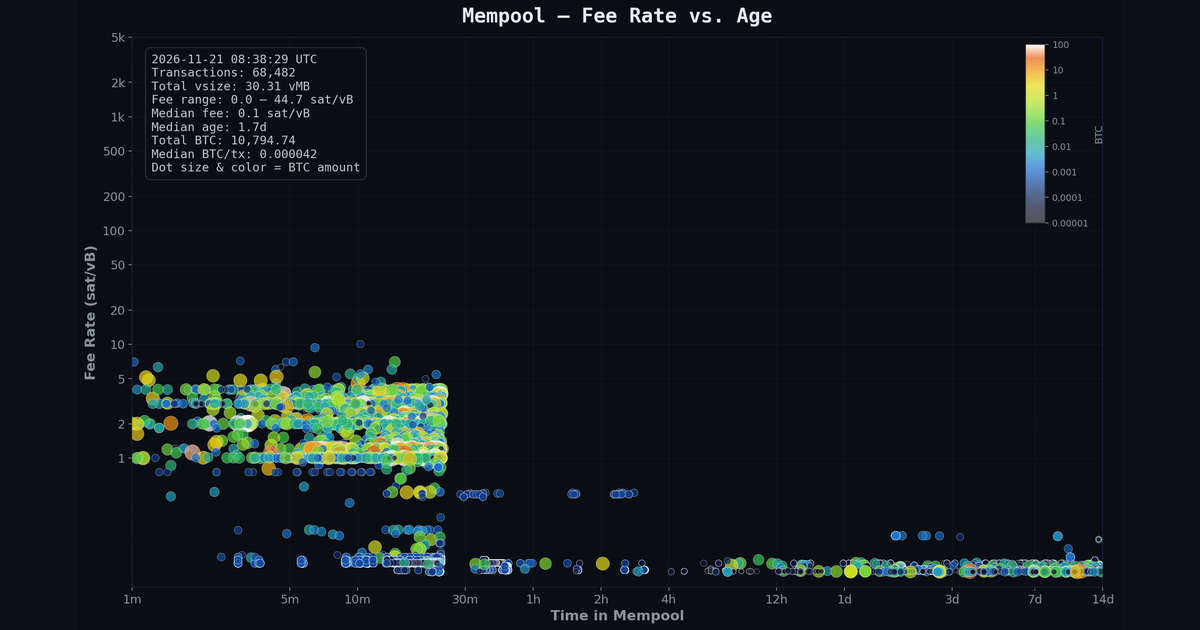 Mempool — Fee Rate vs. Age
2026-11-21 08:38:29 UTC
Transactions: 68,482
Total vsize: 30.31 vMB
Fee range: 0.0 – 44.7 sat/vB
Median fee: 0.1 sat/vB
Median age: 1.7d
Total BTC: 10,794.74
Median BTC/tx: 0.000042
Dot size & color = BTC amount
Fee Rate (sat/vB)
5k
2k
1k
500
200
100
50
20
10
5
2
1
100
10
1
0.1
0.01
0.001
0.0001
0.00001
BTC
1m 5m 10m 30m 1h 2h 4h 12h 1d 3d 7d 14d
Time in Mempool